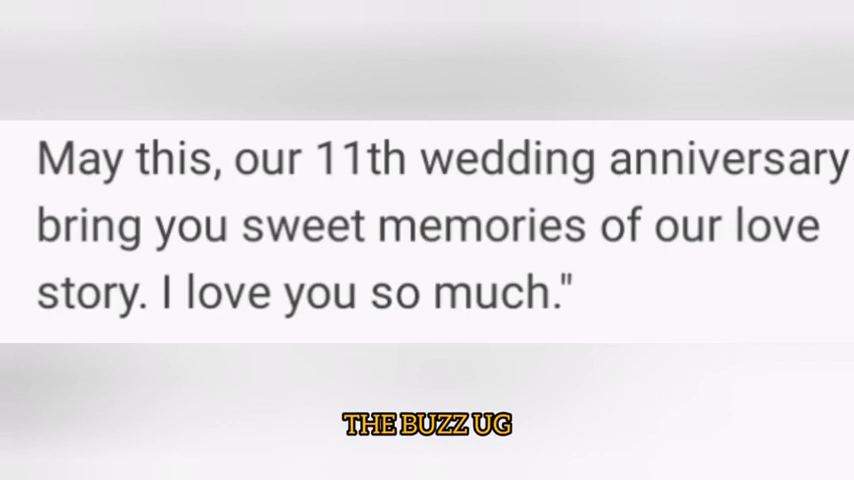 May this, our 11th wedding anniversary
bring you sweet memories of our love
story. I love you so much."
THE BUZZ UG